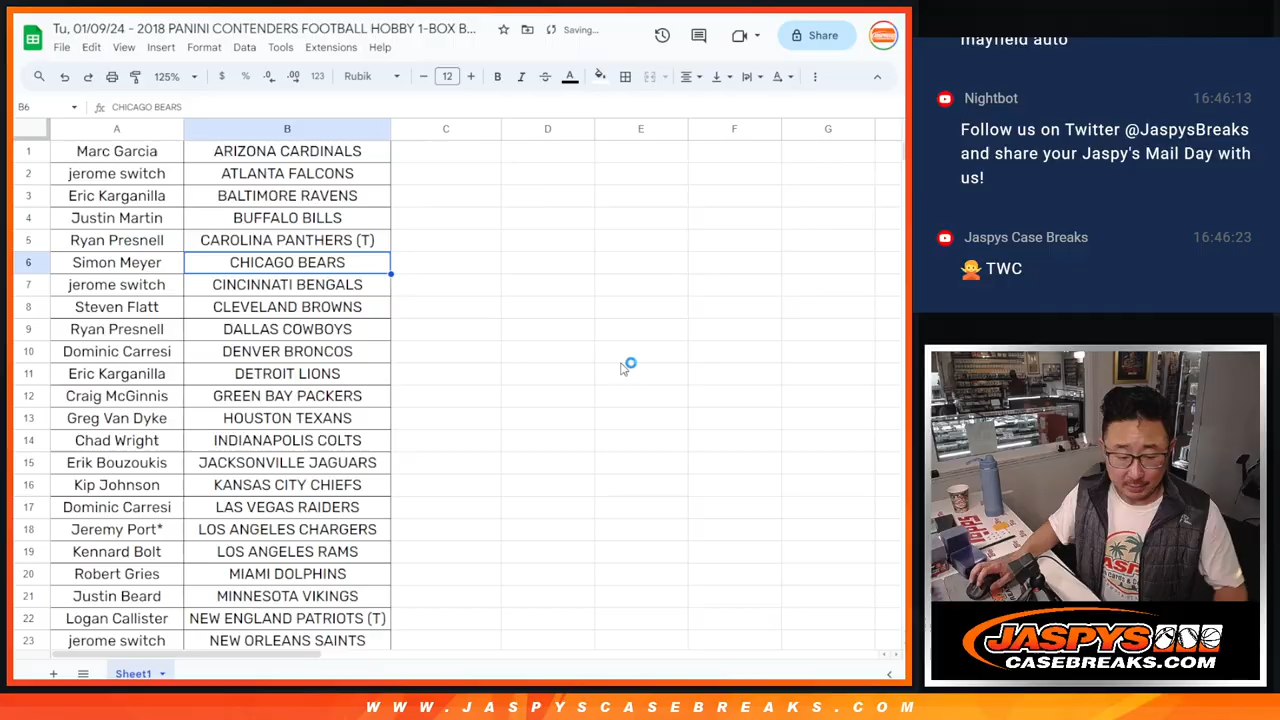 Tu, 01/09/24 - 2018 PANINI CONTENDERS FOOTBALL HOBBY 1-BOX B...
Saving...
Share
File Edit View Insert Format Data Tools Extensions Help
125% $ % .0 .00 123 Rubik 12 B I A
B6 fx CHICAGO BEARS
A B C D E F G
1 Marc Garcia ARIZONA CARDINALS
2 jerome switch ATLANTA FALCONS
3 Eric Karganilla BALTIMORE RAVENS
4 Justin Martin BUFFALO BILLS
5 Ryan Presnell CAROLINA PANTHERS (T)
6 Simon Meyer CHICAGO BEARS
7 jerome switch CINCINNATI BENGALS
8 Steven Flatt CLEVELAND BROWNS
9 Ryan Presnell DALLAS COWBOYS
10 Dominic Carresi DENVER BRONCOS
11 Eric Karganilla DETROIT LIONS
12 Craig McGinnis GREEN BAY PACKERS
13 Greg Van Dyke HOUSTON TEXANS
14 Chad Wright INDIANAPOLIS COLTS
15 Erik Bouzoukis JACKSONVILLE JAGUARS
16 Kip Johnson KANSAS CITY CHIEFS
17 Dominic Carresi LAS VEGAS RAIDERS
18 Jeremy Port* LOS ANGELES CHARGERS
19 Kennard Bolt LOS ANGELES RAMS
20 Robert Gries MIAMI DOLPHINS
21 Justin Beard MINNESOTA VIKINGS
22 Logan Callister NEW ENGLAND PATRIOTS (T)
23 jerome switch NEW ORLEANS SAINTS
Sheet1
mayfield auto
Nightbot 16:46:13
Follow us on Twitter @JaspysBreaks
and share your Jaspy's Mail Day with
us!
Jaspys Case Breaks 16:46:23
TWC
topps
JASPYS
CASEBREAKS.COM
WWW.JASPYSCASEBREAKS.COM